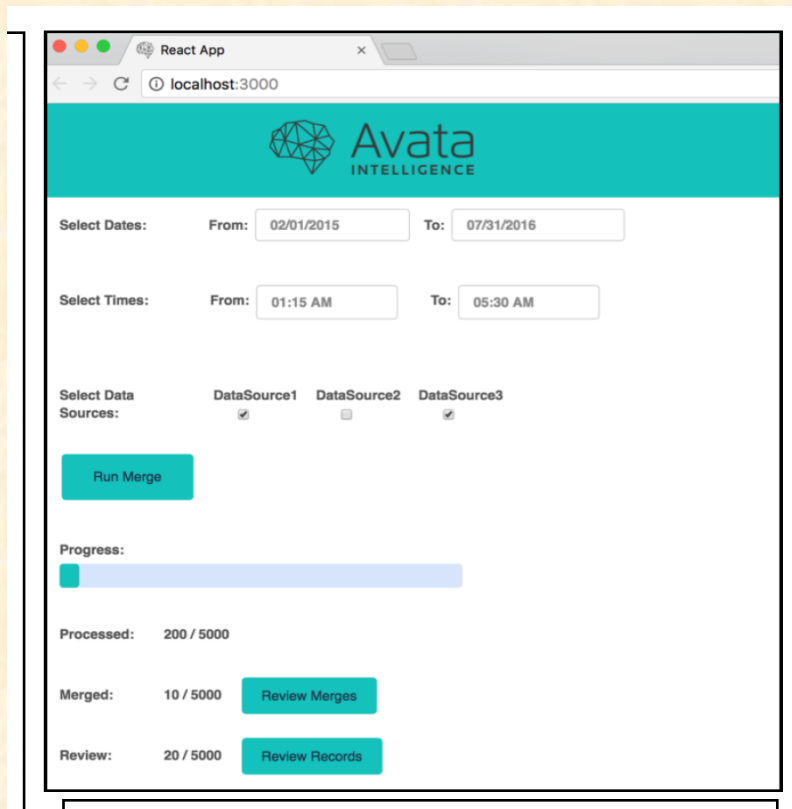 React App
localhost:3000
Avata
INTELLIGENCE
Select Dates: From: 02/01/2015 To: 07/31/2016
Select Times: From: 01:15 AM To: 05:30 AM
Select Data Sources: DataSource1 DataSource2 DataSource3
Run Merge
Progress:
Processed: 200 / 5000
Merged: 10 / 5000 Review Merges
Review: 20 / 5000 Review Records